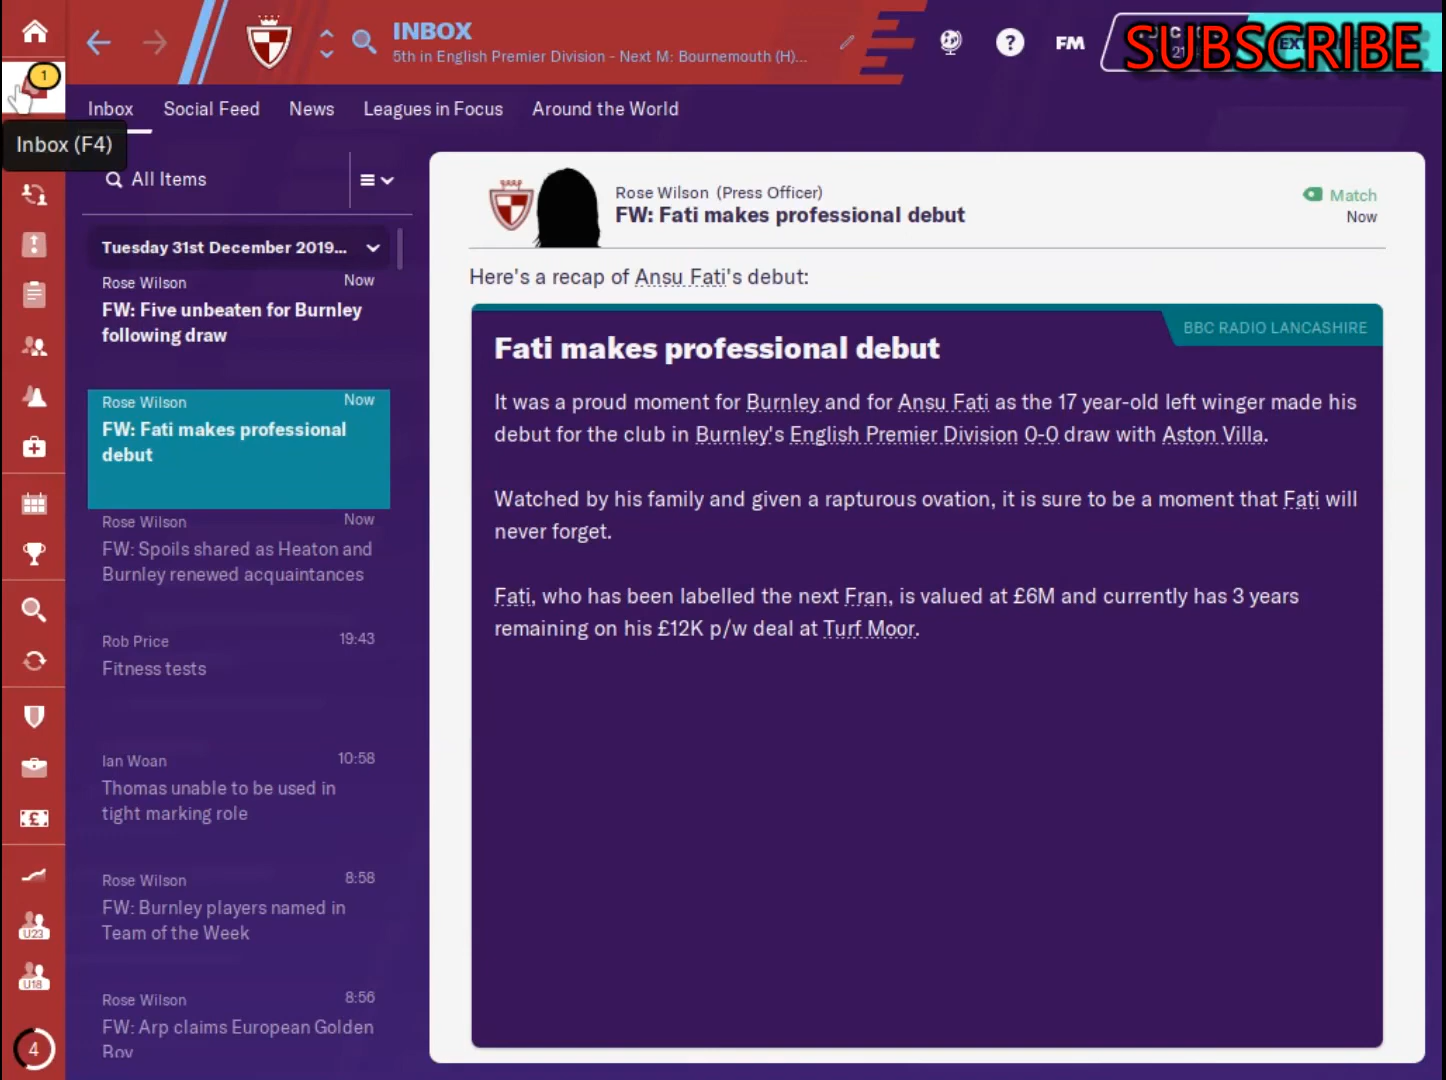 1
INBOX
5th in English Premier Division - Next M: Bournemouth (H)...
FM
SUBSCRIBE
Inbox
Social Feed
News
Leagues in Focus
Around the World
Inbox (F4)
All Items
Tuesday 31st December 2019...
Rose Wilson
Now
FW: Five unbeaten for Burnley
following draw
Rose Wilson
Now
FW: Fati makes professional
debut
Rose Wilson
Now
FW: Spoils shared as Heaton and
Burnley renewed acquaintances
Rob Price
19:43
Fitness tests
Ian Woan
10:58
Thomas unable to be used in
tight marking role
Rose Wilson
8:58
FW: Burnley players named in
Team of the Week
Rose Wilson
8:56
FW: Arp claims European Golden
Boy
U23
U18
4
Rose Wilson (Press Officer)
FW: Fati makes professional debut
Match
Now
Here's a recap of Ansu Fati's debut:
BBC RADIO LANCASHIRE
Fati makes professional debut
It was a proud moment for Burnley and for Ansu Fati as the 17 year-old left winger made his
debut for the club in Burnley's English Premier Division 0-0 draw with Aston Villa.
Watched by his family and given a rapturous ovation, it is sure to be a moment that Fati will
never forget.
Fati, who has been labelled the next Fran, is valued at £6M and currently has 3 years
remaining on his £12K p/w deal at Turf Moor.